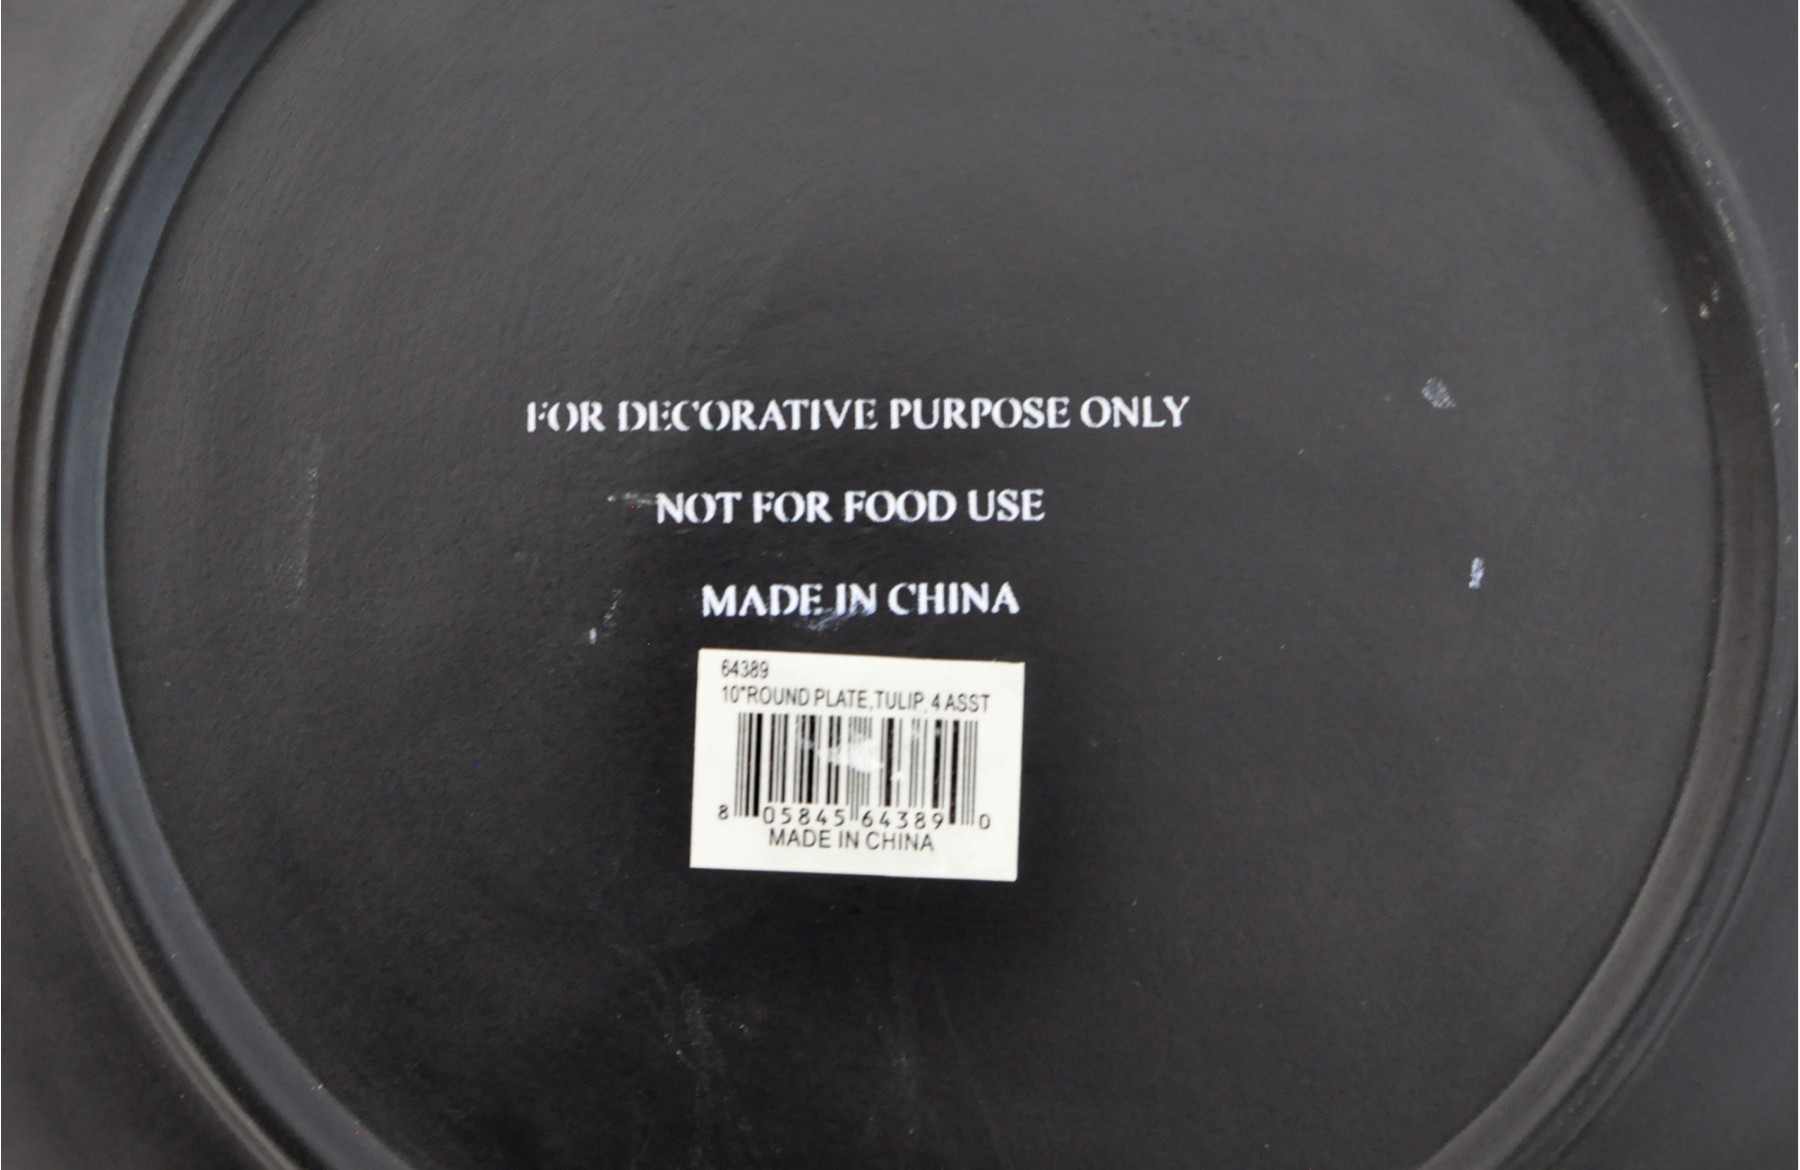 FOR DECORATIVE PURPOSE ONLY
NOT FOR FOOD USE
MADE IN CHINA
64389
10"ROUND PLATE,TULIP, 4 ASST
8 05845 64389 0
MADE IN CHINA